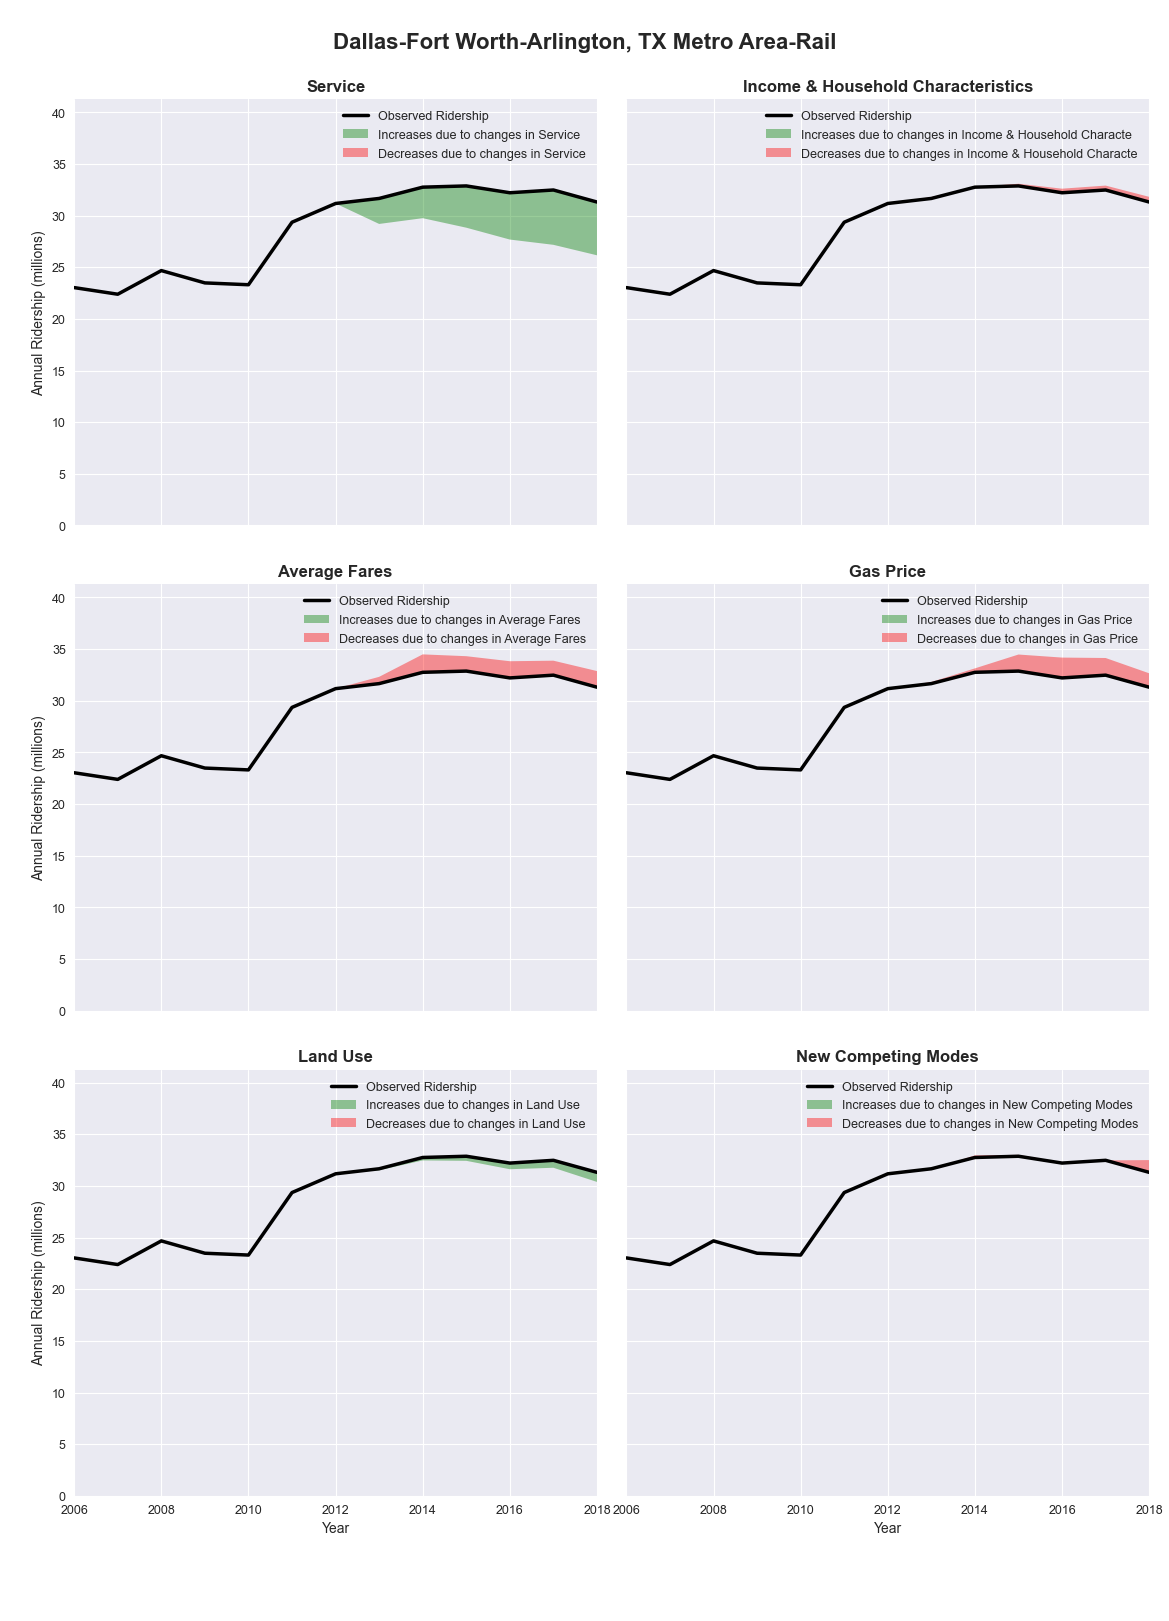 Dallas-Fort Worth-Arlington, TX Metro Area-Rail
Service
Observed Ridership
Increases due to changes in Service
Decreases due to changes in Service
40
35
30
25
20
15
10
5
0
Annual Ridership (millions)
Income & Household Characteristics
Observed Ridership
Increases due to changes in Income & Household Characte
Decreases due to changes in Income & Household Characte
Average Fares
Observed Ridership
Increases due to changes in Average Fares
Decreases due to changes in Average Fares
40
35
30
25
20
15
10
5
0
Annual Ridership (millions)
Gas Price
Observed Ridership
Increases due to changes in Gas Price
Decreases due to changes in Gas Price
Land Use
Observed Ridership
Increases due to changes in Land Use
Decreases due to changes in Land Use
40
35
30
25
20
15
10
5
0
Annual Ridership (millions)
2006 2008 2010 2012 2014 2016 2018
Year
New Competing Modes
Observed Ridership
Increases due to changes in New Competing Modes
Decreases due to changes in New Competing Modes
2006 2008 2010 2012 2014 2016 2018
Year